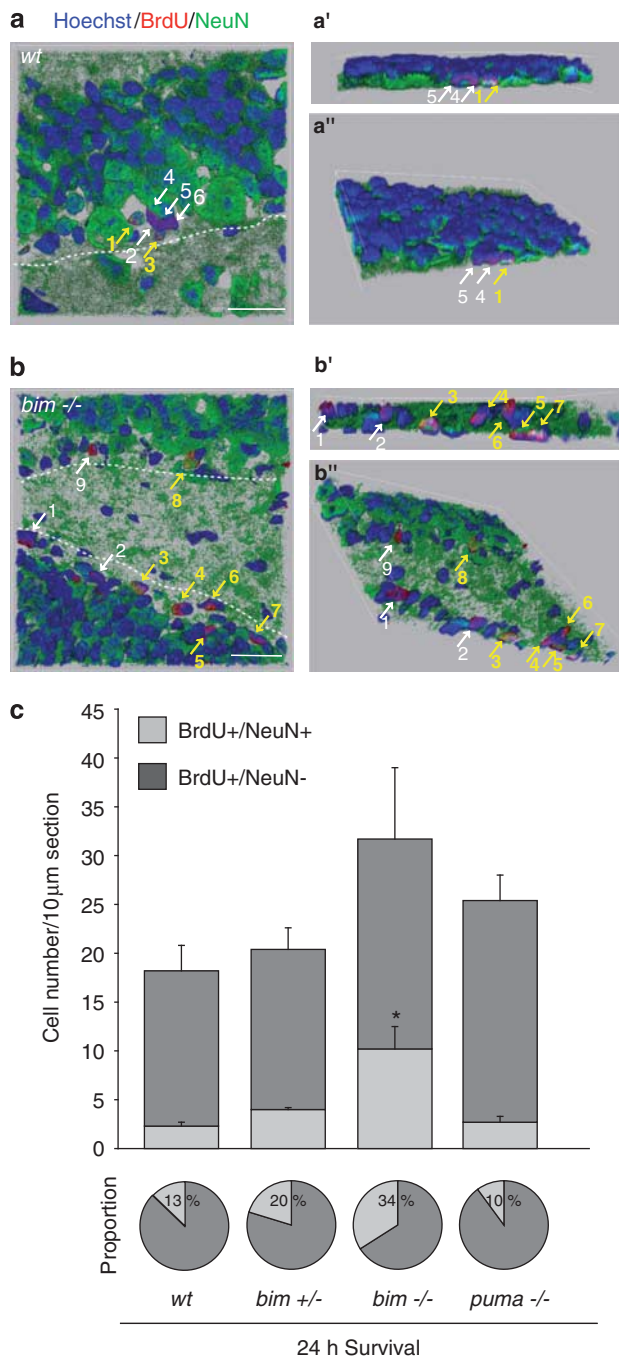 a Hoechst/BrdU/NeuN
wt
4
5
6
1
2
3
a'
5 4 1
a''
5 4 1
b
bim -/-
9
8
1
2
3
4
6
5
7
b'
3 4 5 7
1 2 6
b''
9
8
1
2
3
4 5
6
7
c
45
40
35
30
25
20
15
10
5
0
Cell number/10μm section
BrdU+/NeuN+
BrdU+/NeuN-
*
Proportion
13 %
20 %
34 %
10 %
wt bim +/- bim -/- puma -/-
24 h Survival